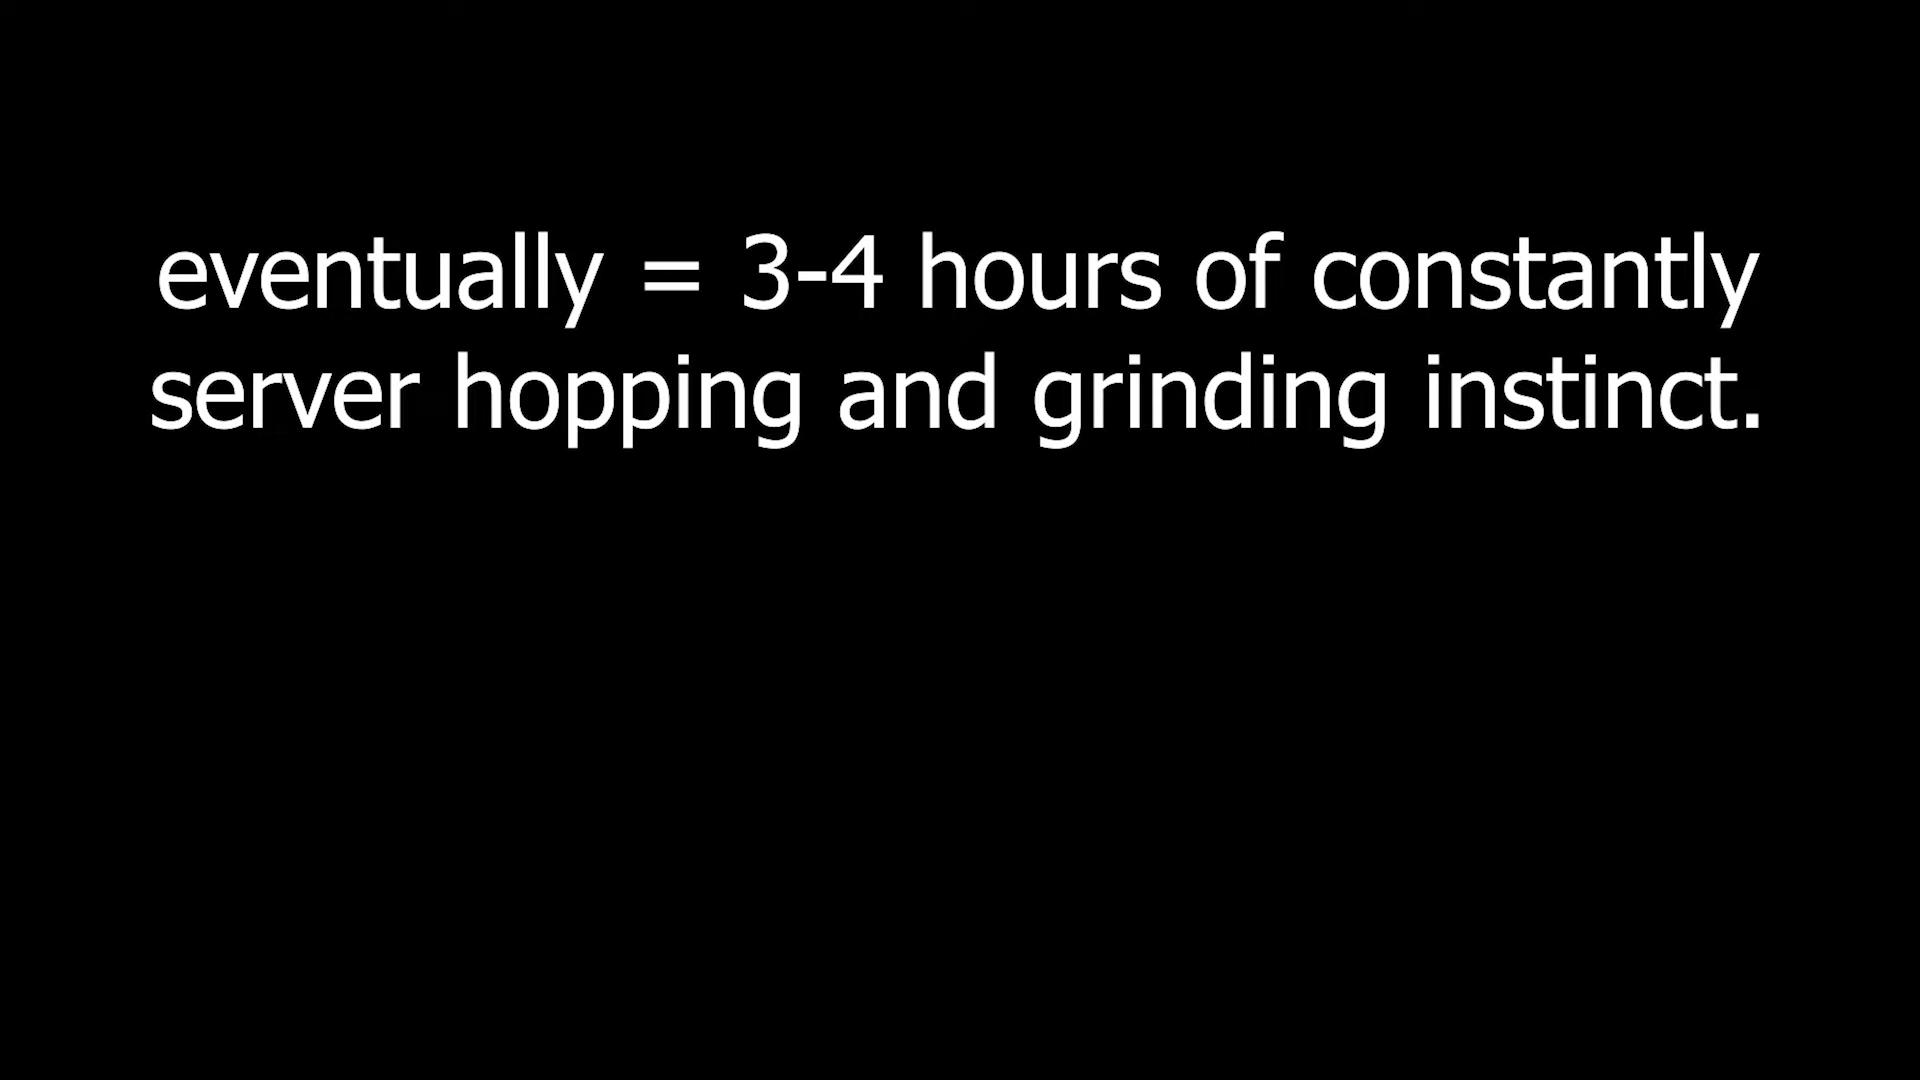 eventually = 3-4 hours of constantly
server hopping and grinding instinct.